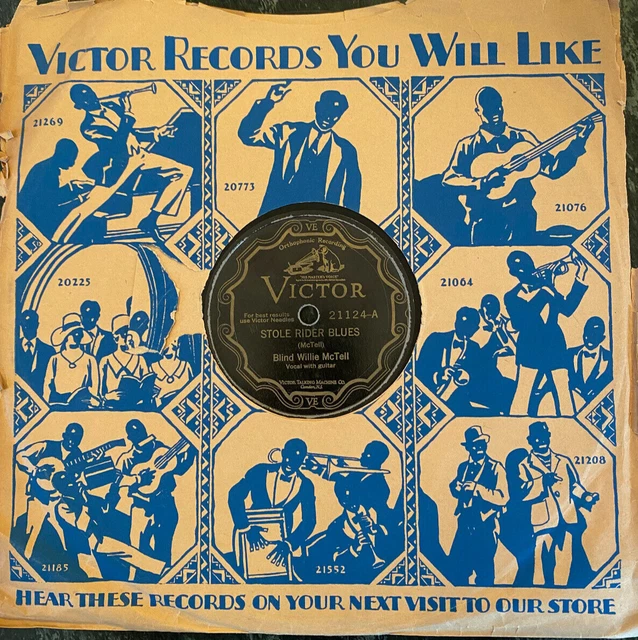 VICTOR RECORDS YOU WILL LIKE
21269
20773
21076
20225
21064
VE
Orthophonic Recording
"HIS MASTER'S VOICE"
VICTOR
For best results
use Victor Needles
21124-A
STOLE RIDER BLUES
(McTell)
Blind Willie McTell
Vocal with guitar
VICTOR TALKING MACHINE CO.
Camden, N.J.
VE
21208
21185
21552
HEAR THESE RECORDS ON YOUR NEXT VISIT TO OUR STORE